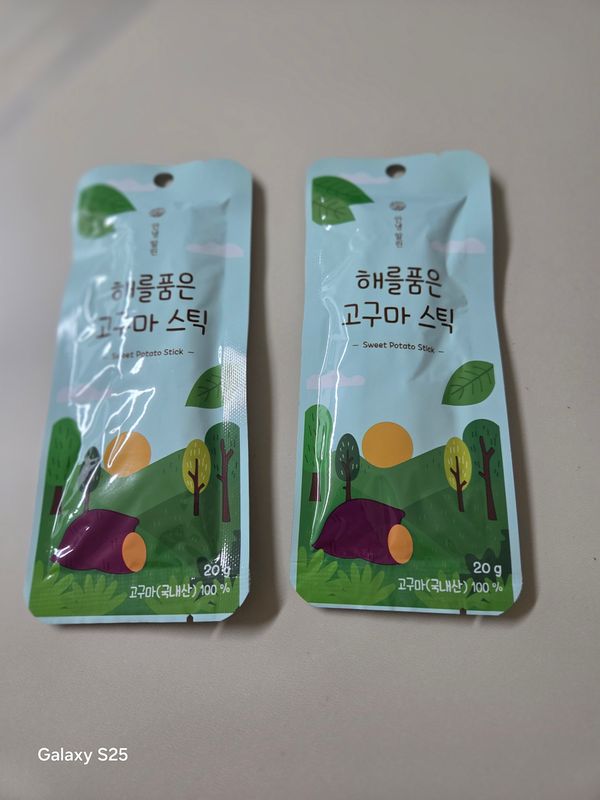 해를품은
고구마 스틱
Sweet Potato Stick
20 g
고구마(국내산) 100 %
해를품은
고구마 스틱
— Sweet Potato Stick —
20 g
고구마(국내산) 100 %
Galaxy S25